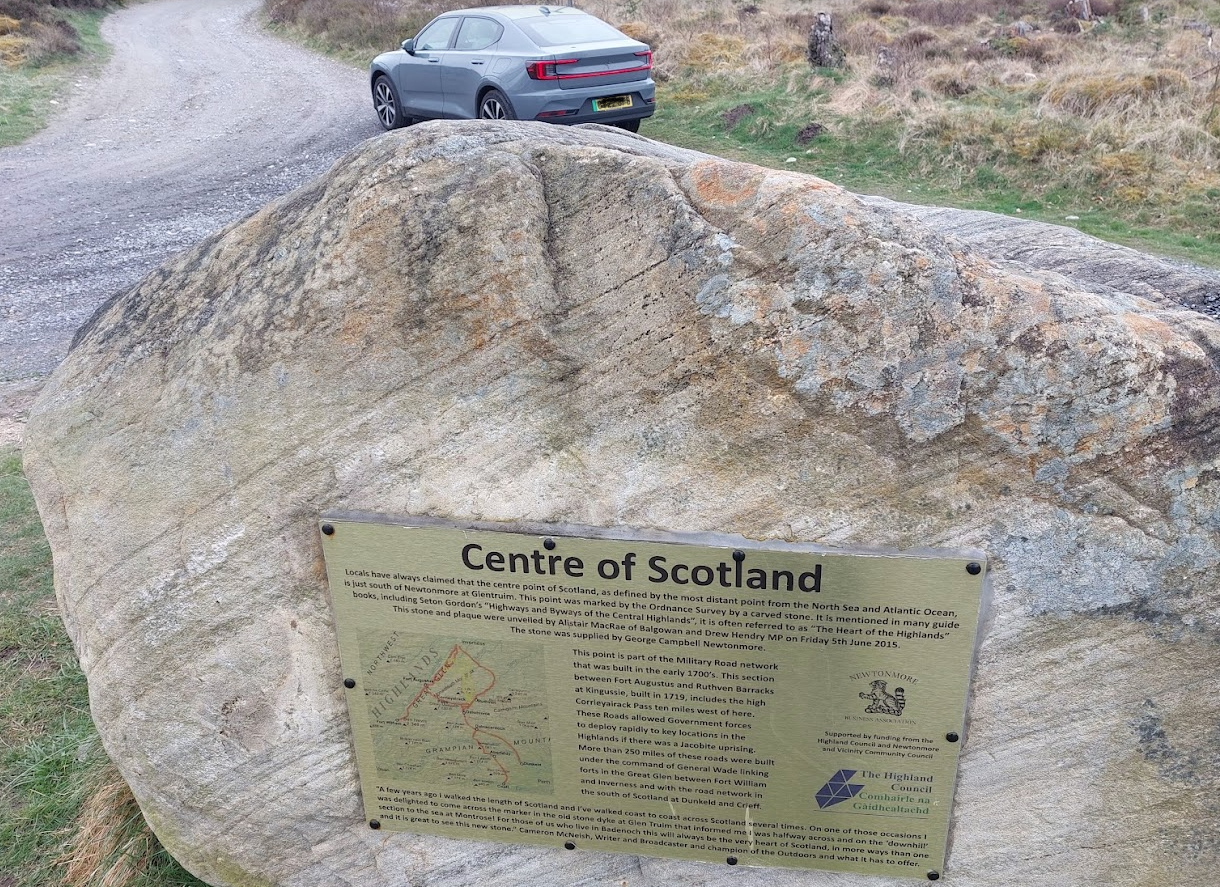 Centre of Scotland
Locals have always claimed that the centre point of Scotland, as defined by the most distant point from the North Sea and Atlantic Ocean,
is just south of Newtonmore at Glentruim. This point was marked by the Ordnance Survey by a carved stone. It is mentioned in many guide
books, including Seton Gordon's "Highways and Byways of the Central Highlands", it is often referred to as "The Heart of the Highlands"
This stone and plaque were unveiled by Alistair MacRae of Balgowan and Drew Hendry MP on Friday 5th June 2015.
The stone was supplied by George Campbell Newtonmore.
NORTHWEST
HIGHLANDS
GRAMPIAN
MOUNT
This point is part of the Military Road network
that was built in the early 1700's. This section
between Fort Augustus and Ruthven Barracks
at Kingussie, built in 1719, includes the high
Corrieyairack Pass ten miles west of here.
These Roads allowed Government forces
to deploy rapidly to key locations in the
Highlands if there was a Jacobite uprising.
More than 250 miles of these roads were built
under the command of General Wade linking
forts in the Great Glen between Fort William
and Inverness and with the road network in
the south of Scotland at Dunkeld and Crieff.
NEWTONMORE
BUSINESS ASSOCIATION
Supported by funding from the
Highland Council and Newtonmore
and Vicinity Community Council
The Highland
Council
Comhairle na
Gàidhealtachd
"A few years ago I walked the length of Scotland and I've walked coast to coast across Scotland several times. On one of those occasions I
was delighted to come across the marker in the old stone dyke at Glen Truim that informed me I was halfway across and on the 'downhill'
section to the sea at Montrose! For those of us who live in Badenoch this will always be the very heart of Scotland, in more ways than one
and it is great to see this new stone." Cameron McNeish, Writer and Broadcaster and champion of the Outdoors and what it has to offer.